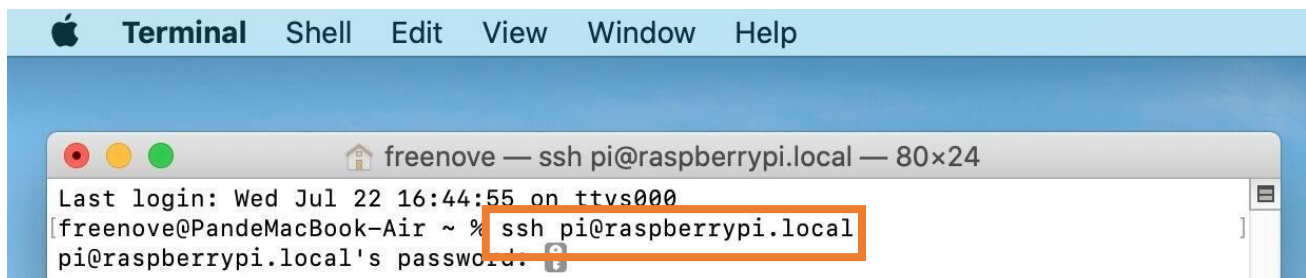 Terminal Shell Edit View Window Help
freenove — ssh pi@raspberrypi.local — 80×24
Last login: Wed Jul 22 16:44:55 on ttys000
[freenove@PandeMacBook-Air ~ % ssh pi@raspberrypi.local ]
pi@raspberrypi.local's password: